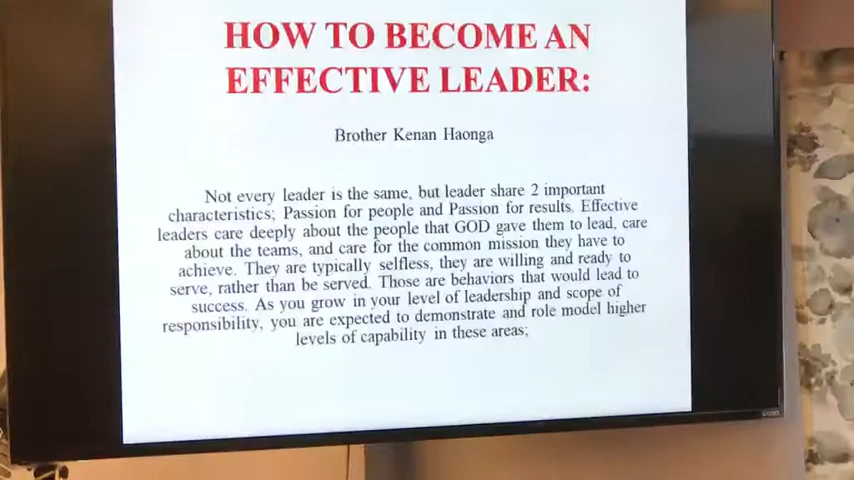 HOW TO BECOME AN
EFFECTIVE LEADER:
Brother Kenan Haonga
Not every leader is the same, but leader share 2 important
characteristics; Passion for people and Passion for results. Effective
leaders care deeply about the people that GOD gave them to lead, care
about the teams, and care for the common mission they have to
achieve. They are typically selfless, they are willing and ready to
serve, rather than be served. Those are behaviors that would lead to
success. As you grow in your level of leadership and scope of
responsibility, you are expected to demonstrate and role model higher
levels of capability in these areas;